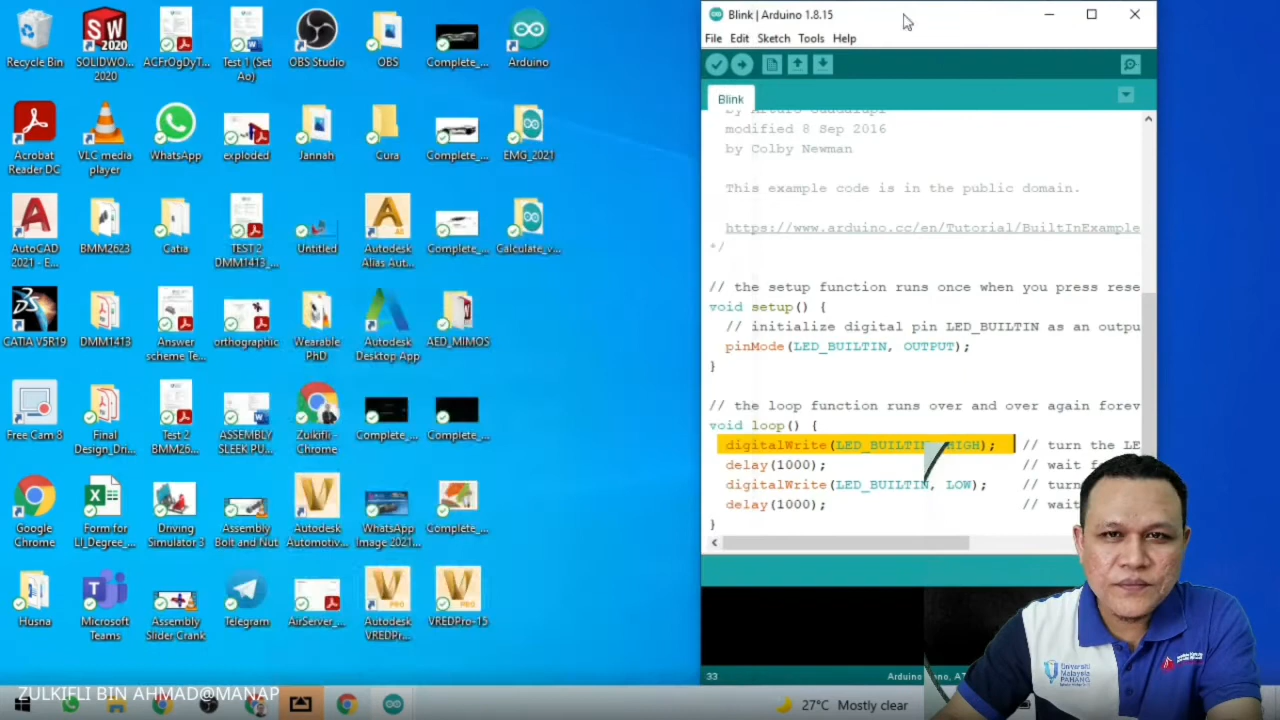 Blink | Arduino 1.8.15
File Edit Sketch Tools Help
Blink
modified 8 Sep 2016
by Colby Newman
This example code is in the public domain.
https://www.arduino.cc/en/Tutorial/BuiltInExample
*/
// the setup function runs once when you press rese
void setup() {
// initialize digital pin LED_BUILTIN as an outpu
pinMode(LED_BUILTIN, OUTPUT);
}
// the loop function runs over and over again forev
void loop() {
digitalWrite(LED_BUILTIN, HIGH); // turn the LE
delay(1000); // wait
digitalWrite(LED_BUILTIN, LOW); // turn
delay(1000); // wait
}
33
Arduino
Recycle Bin
SOLIDWO... 2020
ACFrOgDyT...
Test 1 (Set Ao)
OBS Studio
OBS
Complete_...
Arduino
Acrobat Reader DC
VLC media player
WhatsApp
exploded
Jannah
Cura
Complete_...
EMG_2021
AutoCAD 2021 - E...
BMM2623
Catia
TEST 2 DMM1413_...
Untitled
Autodesk Alias Aut...
Complete_...
Calculate_v...
CATIA V5R19
DMM1413
Answer scheme Te...
orthographic
Wearable PhD
Autodesk Desktop App
AED_MIMOS
Free Cam 8
Final Design_Dri...
Test 2 BMM26...
ASSEMBLY SLEEK PU...
Zulkifli - Chrome
Complete_...
Complete_...
Google Chrome
Form for LI_Degree_...
Driving Simulator 3
Assembly Bolt and Nut
Autodesk Automotiv...
WhatsApp Image 2021...
Complete_...
Husna
Microsoft Teams
Assembly Slider Crank
Telegram
AirServer_...
Autodesk VREDPr...
VREDPro-15
Universiti
Malaysia
PAHANG
ZULKIFLI BIN AHMAD@MANAP
27°C Mostly clear